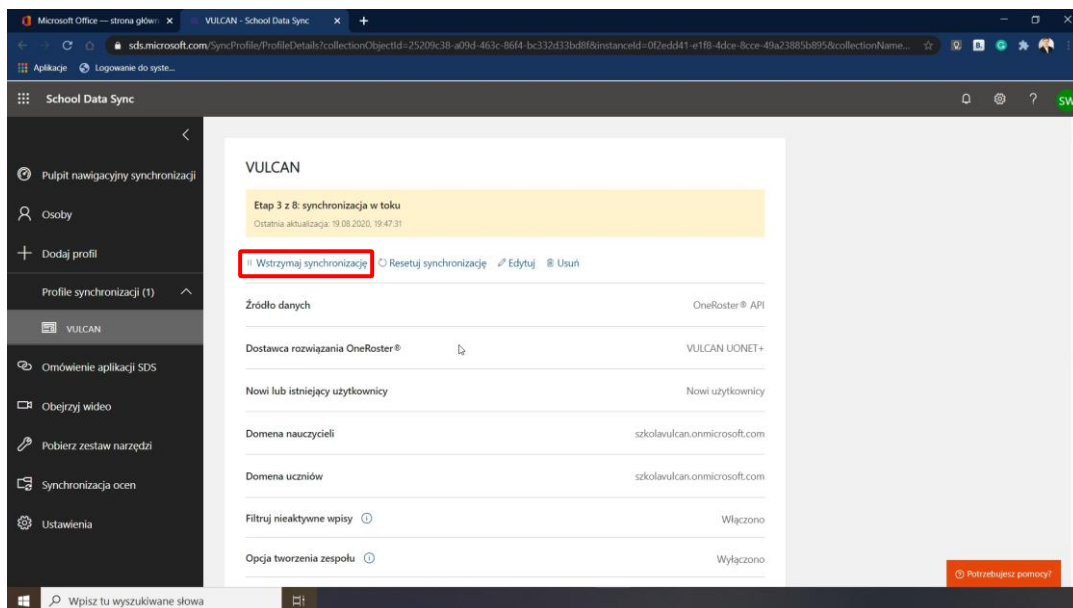 Microsoft Office — strona główn
VULCAN - School Data Sync
sds.microsoft.com/SyncProfile/ProfileDetails?collectionObjectId=25209c38-a09d-463c-86f4-bc332d33bd8f&instanceId=0f2edd41-e1f8-4dce-8cce-49a23885b895&collectionName...
Aplikacje Logowanie do syste...
School Data Sync
SW
Pulpit nawigacyjny synchronizacji
Osoby
Dodaj profil
Profile synchronizacji (1)
VULCAN
Omówienie aplikacji SDS
Obejrzyj wideo
Pobierz zestaw narzędzi
Synchronizacja ocen
Ustawienia
VULCAN
Etap 3 z 8: synchronizacja w toku
Ostatnia aktualizacja: 19.08.2020, 19:47:31
Wstrzymaj synchronizację Resetuj synchronizację Edytuj Usuń
Źródło danych OneRoster® API
Dostawca rozwiązania OneRoster® VULCAN UONET+
Nowi lub istniejący użytkownicy Nowi użytkownicy
Domena nauczycieli szkolavulcan.onmicrosoft.com
Domena uczniów szkolavulcan.onmicrosoft.com
Filtruj nieaktywne wpisy Włączono
Opcja tworzenia zespołu Wyłączono
Potrzebujesz pomocy?
Wpisz tu wyszukiwane słowa